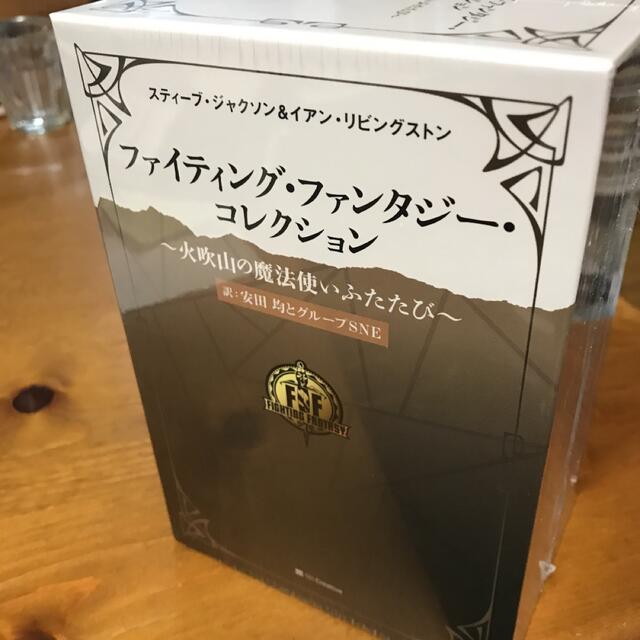 スティーブ・ジャクソン&イアン・リビングストン
ファイティング・ファンタジー・
コレクション
～火吹山の魔法使いふたたび～
訳：安田 均とグループSNE
FF
FIGHTING FANTASY